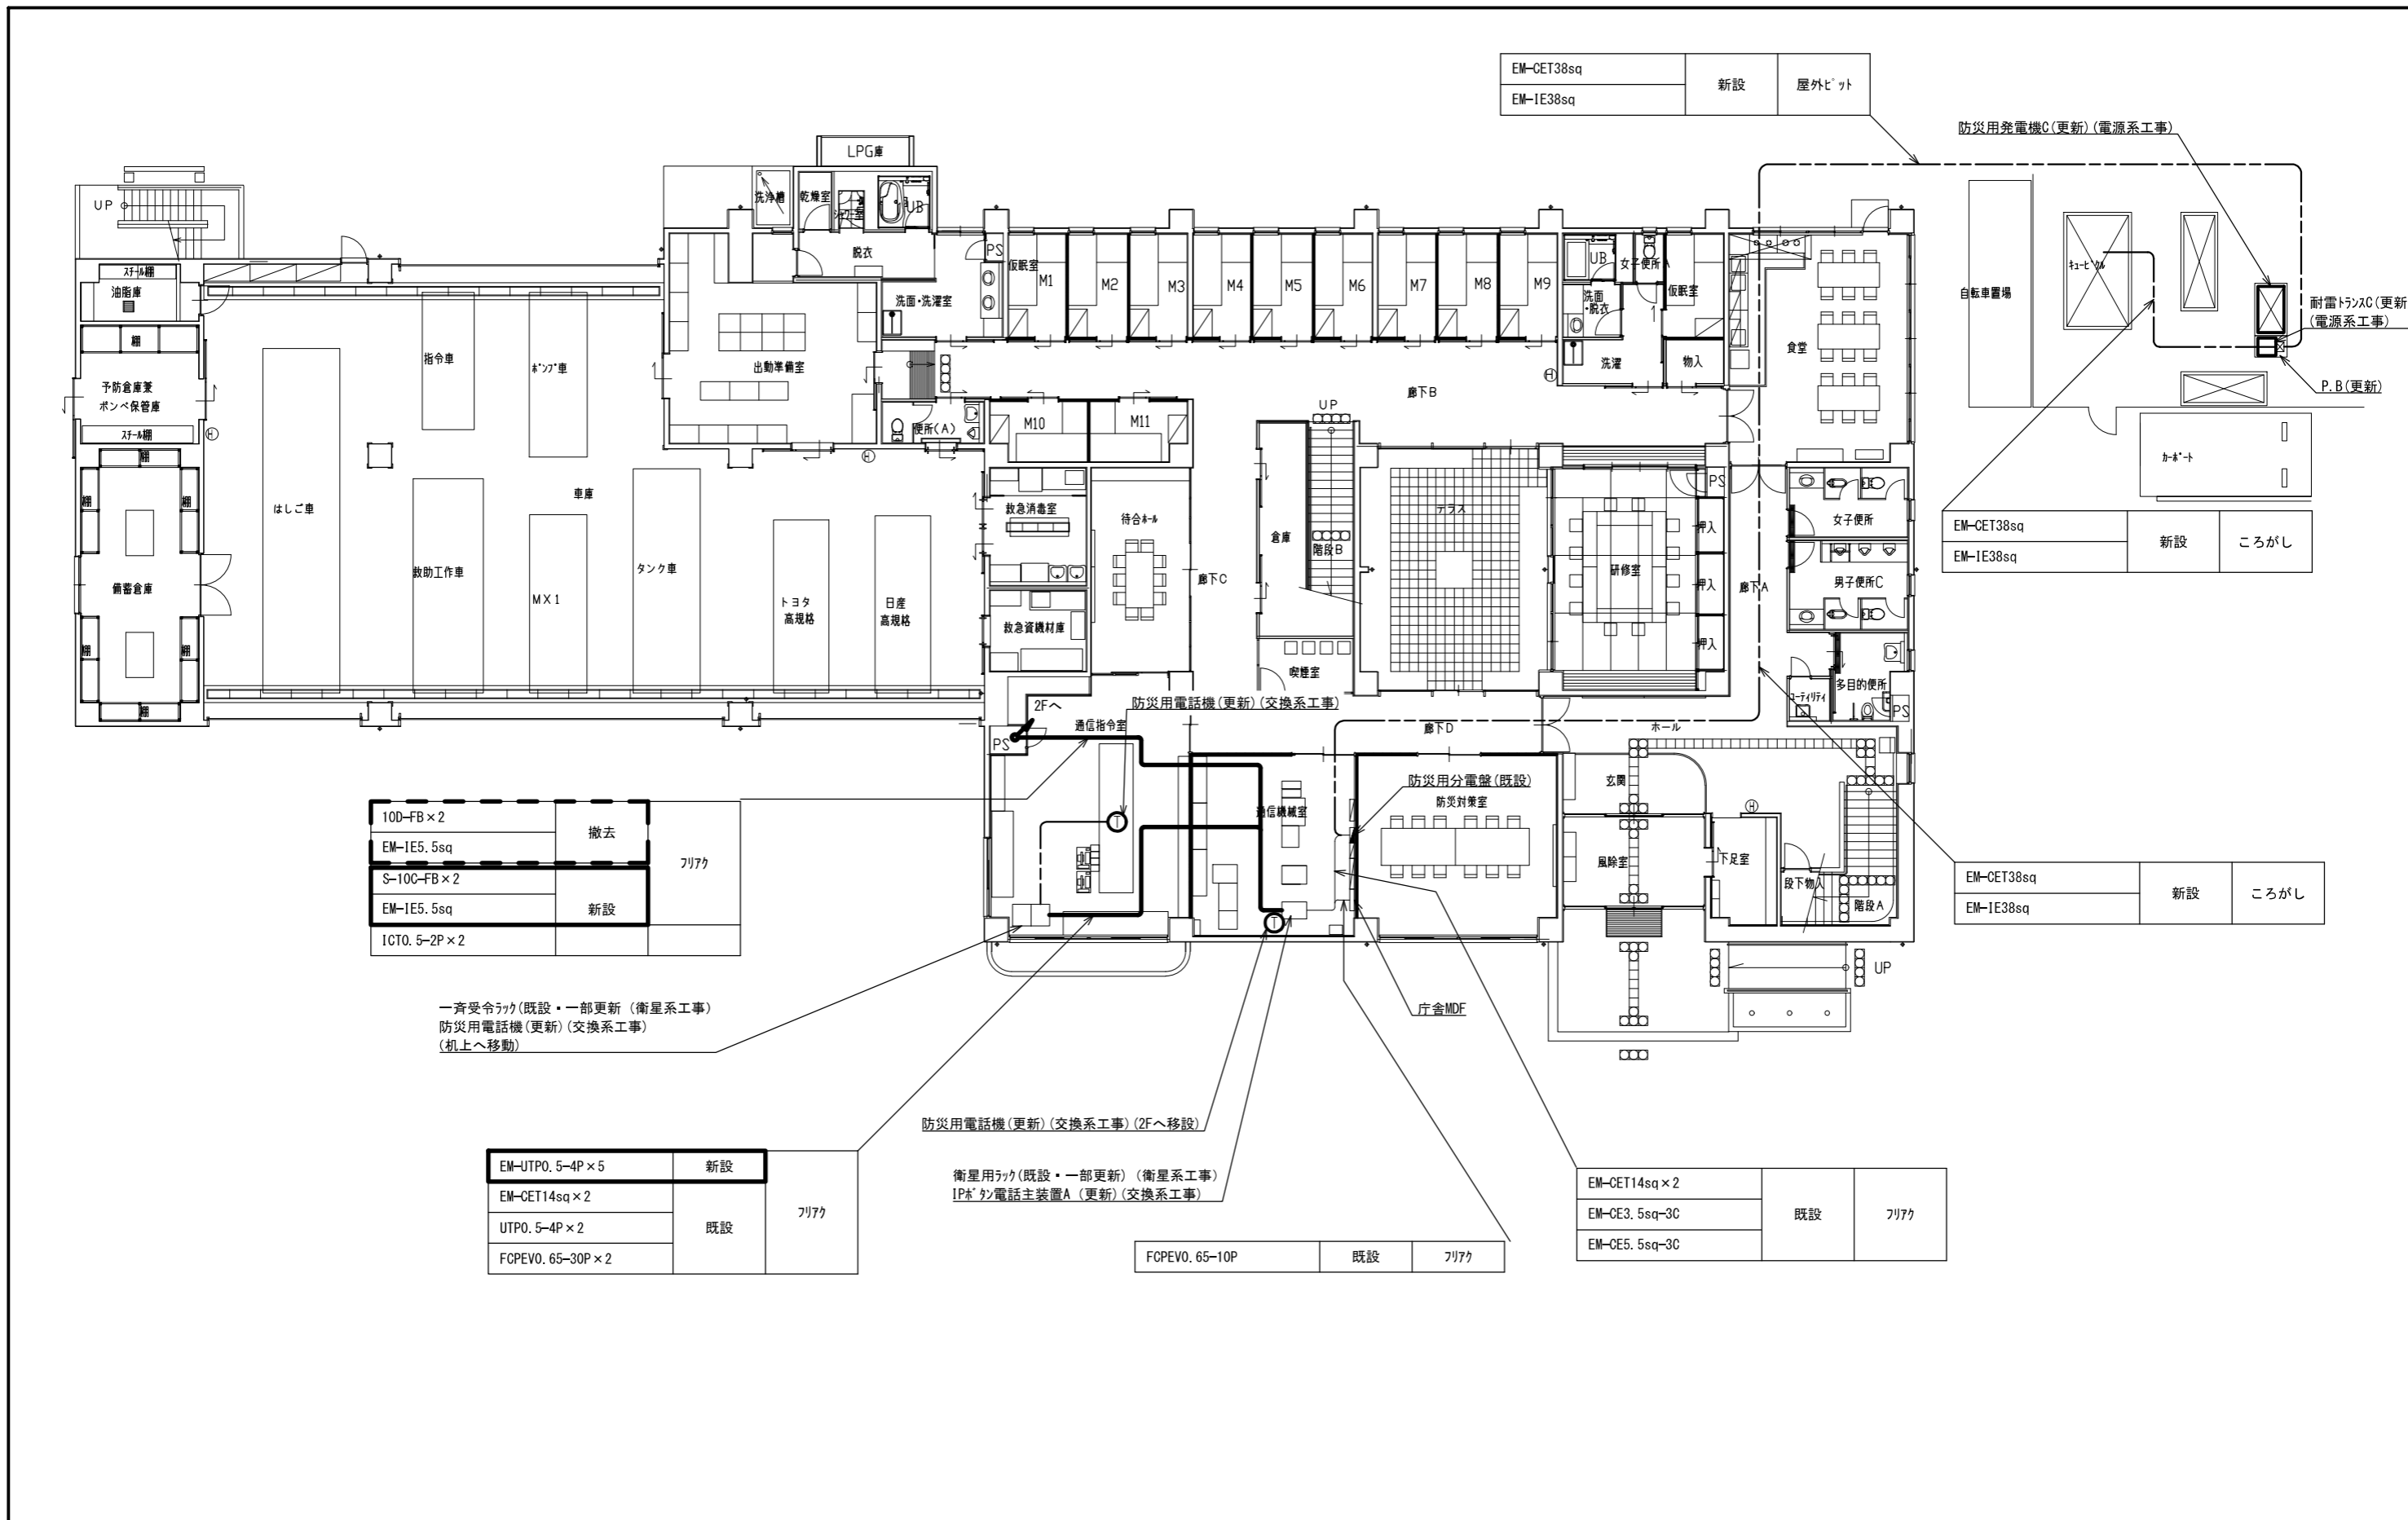 EM-CET38sq
新設
屋外ﾋﾟｯﾄ
EM-IE38sq
防災用発電機C(更新)(電源系工事)
LPG庫
UP
洗浄槽
乾燥室
ｼｬﾜｰ室
UB
脱衣
PS
仮眠室
M1
M2
M3
M4
M5
M6
M7
M8
M9
UB
女子便所A
仮眠室
ｷｭｰﾋﾞｸﾙ
自転車置場
耐雷ﾄﾗﾝｽC(更新
(電源系工事)
P.B(更新)
ｽﾁｰﾙ棚
油脂庫
棚
洗面・洗濯室
洗面
・脱衣
指令車
ﾎﾟﾝﾌﾟ車
出動準備室
洗濯
物入
食堂
予防倉庫兼
ボンベ保管庫
ｽﾁｰﾙ棚
H
H
H
廊下B
便所(A)
M10
M11
UP
ｶｰﾎﾟｰﾄ
棚
棚
棚
はしご車
車庫
救急消毒室
待合ﾎｰﾙ
倉庫
階段B
テラス
PS
押入
押入
押入
研修室
女子便所
男子便所C
廊下A
EM-CET38sq
新設
ころがし
EM-IE38sq
備蓄倉庫
救助工作車
MX1
タンク車
トヨタ
高規格
日産
高規格
救急資機材庫
廊下C
喫煙室
棚
棚
棚
ﾕｰﾃｨﾘﾃｨ
多目的便所
PS
2Fへ
防災用電話機(更新)(交換系工事)
PS
通信指令室
廊下D
ホール
防災用分電盤(既設)
通信機械室
防災対策室
玄関
H
風除室
下足室
段下物入
階段A
T
T
UP
10D-FB×2
撤去
EM-IE5.5sq
ﾌﾘｱｸ
S-10C-FB×2
EM-IE5.5sq
新設
ICT0.5-2P×2
EM-CET38sq
新設
ころがし
EM-IE38sq
一斉受令ﾗｯｸ(既設・一部更新 (衛星系工事)
防災用電話機(更新)(交換系工事)
(机上へ移動)
庁舎MDF
防災用電話機(更新)(交換系工事)(2Fへ移設)
EM-UTP0.5-4P×5
新設
EM-CET14sq×2
ﾌﾘｱｸ
UTP0.5-4P×2
既設
FCPEV0.65-30P×2
衛星用ﾗｯｸ(既設・一部更新) (衛星系工事)
IPﾎﾞﾀﾝ電話主装置A (更新)(交換系工事)
FCPEV0.65-10P
既設
ﾌﾘｱｸ
EM-CET14sq×2
EM-CE3.5sq-3C
既設
ﾌﾘｱｸ
EM-CE5.5sq-3C